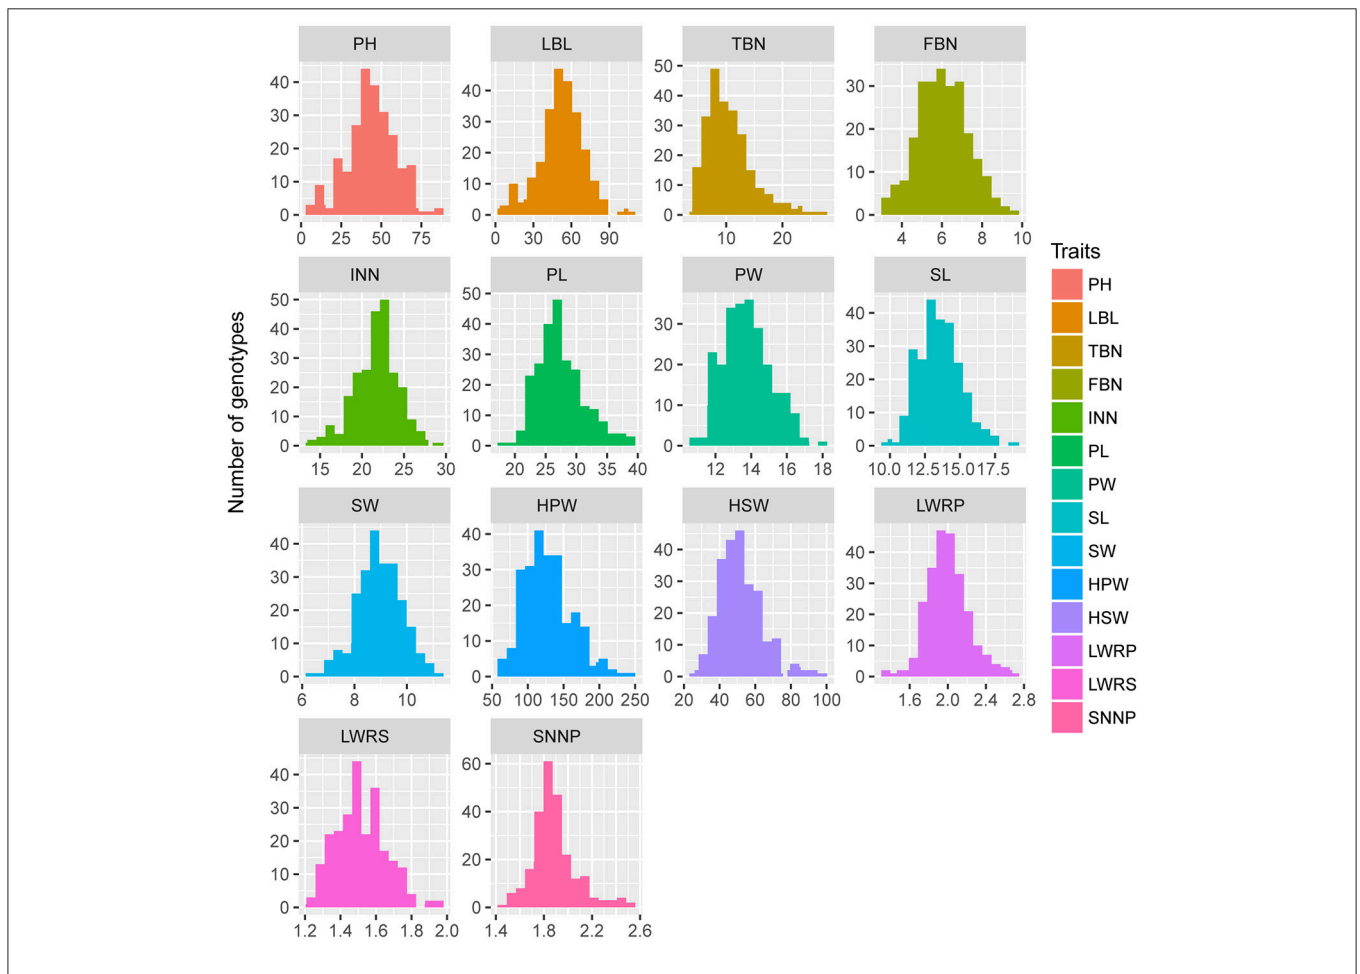 PH LBL TBN FBN
40 30 20 10 0
0 25 50 75
40 30 20 10 0
0 30 60 90
50 40 30 20 10 0
10 20
30 20 10 0
4 6 8 10
INN PL PW SL
50 40 30 20 10 0
15 20 25 30
50 40 30 20 10 0
20 25 30 35 40
30 20 10 0
12 14 16 18
40 30 20 10 0
10.0 12.5 15.0 17.5
SW HPW HSW LWRP
40 30 20 10 0
6 8 10
40 30 20 10 0
50 100 150 200 250
40 30 20 10 0
20 40 60 80 100
40 30 20 10 0
1.6 2.0 2.4 2.8
LWRS SNNP
40 30 20 10 0
1.2 1.4 1.6 1.8 2.0
60 40 20 0
1.4 1.8 2.2 2.6
Number of genotypes
Traits
PH
LBL
TBN
FBN
INN
PL
PW
SL
SW
HPW
HSW
LWRP
LWRS
SNNP